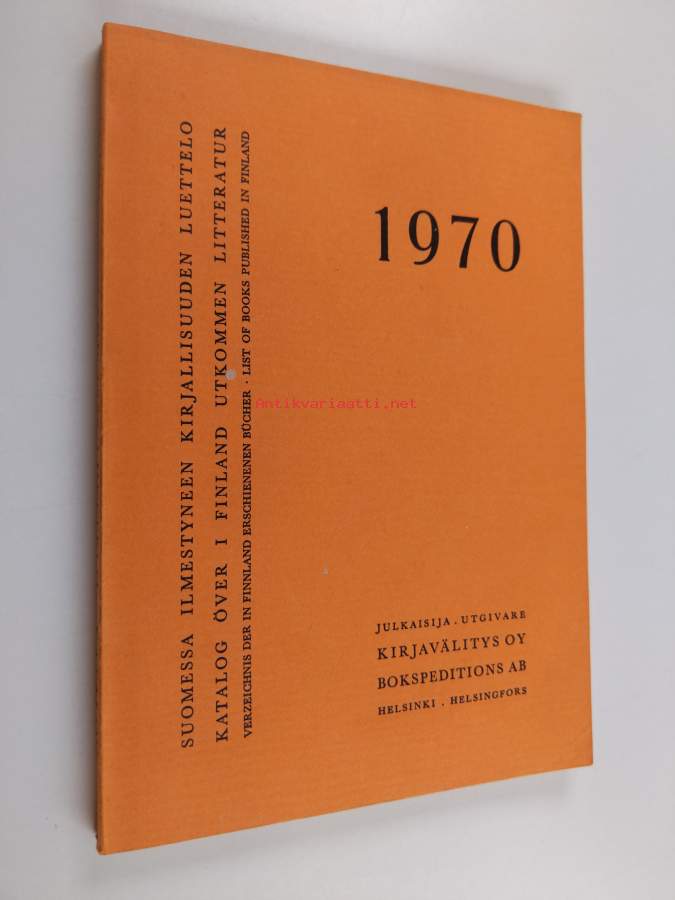 SUOMESSA ILMESTYNEEN KIRJALLISUUDEN LUETTELO
KATALOG ÖVER I FINLAND UTKOMMEN LITTERATUR
VERZEICHNIS DER IN FINNLAND ERSCHIENENEN BÜCHER · LIST OF BOOKS PUBLISHED IN FINLAND
1970
Antikvariaatti.net
JULKAISIJA . UTGIVARE
KIRJAVÄLITYS OY
BOKSPEDITIONS AB
HELSINKI . HELSINGFORS